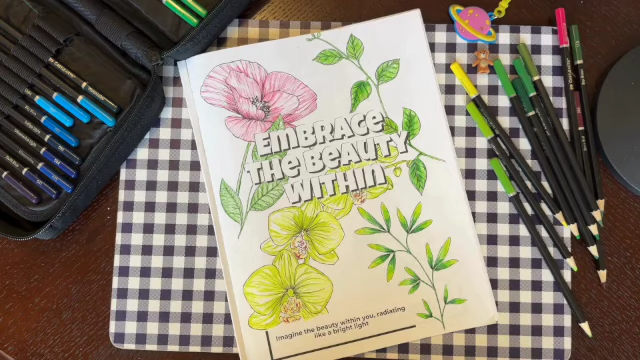 EMBRACE
THE BEAUTY
WITHIN
Imagine the beauty within you, radiating
like a bright light